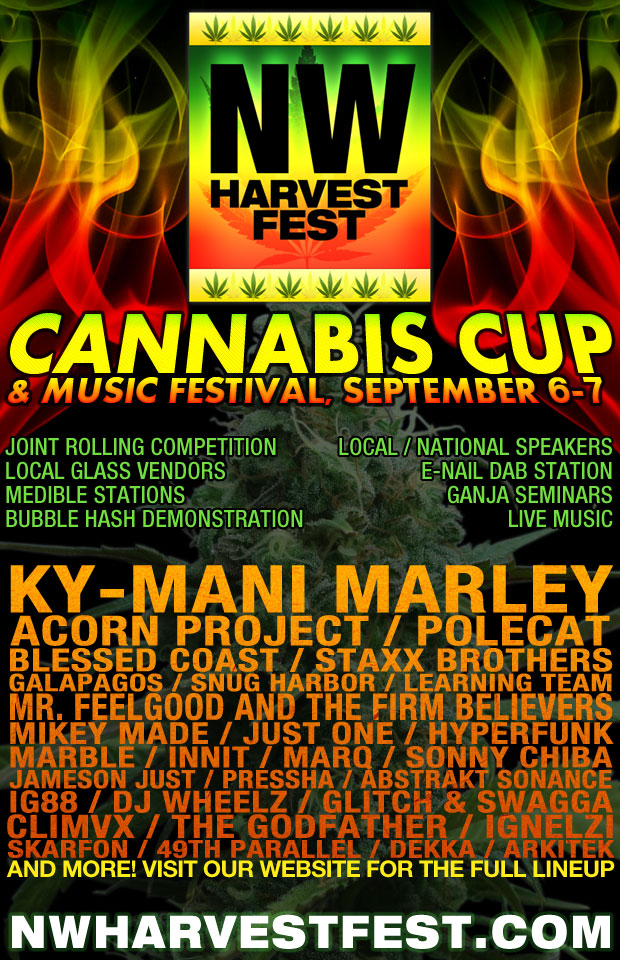 NW
HARVEST
FEST
CANNABIS CUP
& MUSIC FESTIVAL, SEPTEMBER 6-7
JOINT ROLLING COMPETITION
LOCAL GLASS VENDORS
MEDIBLE STATIONS
BUBBLE HASH DEMONSTRATION
LOCAL / NATIONAL SPEAKERS
E-NAIL DAB STATION
GANJA SEMINARS
LIVE MUSIC
KY-MANI MARLEY
ACORN PROJECT / POLECAT
BLESSED COAST / STAXX BROTHERS
GALAPAGOS / SNUG HARBOR / LEARNING TEAM
MR. FEELGOOD AND THE FIRM BELIEVERS
MIKEY MADE / JUST ONE / HYPERFUNK
MARBLE / INNIT / MARQ / SONNY CHIBA
JAMESON JUST / PRESSHA / ABSTRAKT SONANCE
IG88 / DJ WHEELZ / GLITCH & SWAGGA
CLIMVX / THE GODFATHER / IGNELZI
SKARFON / 49TH PARALLEL / DEKKA / ARKITEK
AND MORE! VISIT OUR WEBSITE FOR THE FULL LINEUP
NWHARVESTFEST.COM